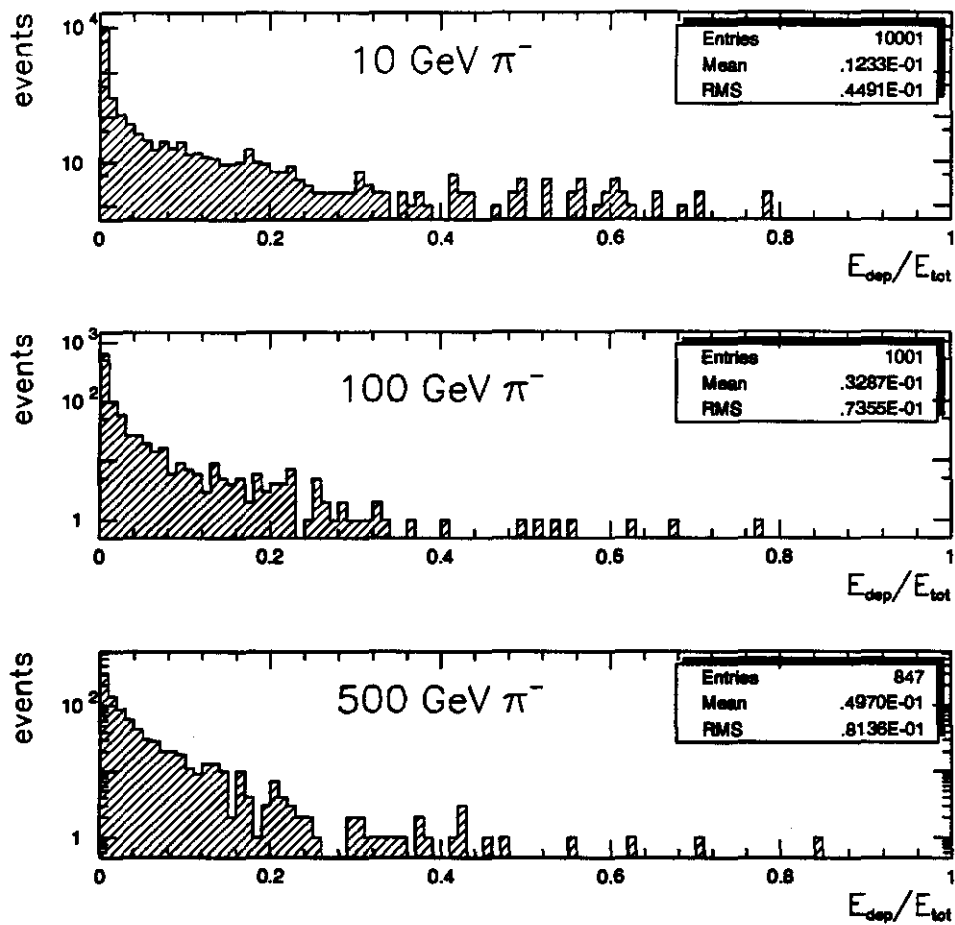 events
10⁴
10
10 GeV π⁻
Entries 10001
Mean .1233E-01
RMS .4491E-01
0 0.2 0.4 0.6 0.8 1
E_dep/E_tot
events
10³
10²
1
100 GeV π⁻
Entries 1001
Mean .3287E-01
RMS .7355E-01
0 0.2 0.4 0.6 0.8 1
E_dep/E_tot
events
10²
1
500 GeV π⁻
Entries 847
Mean .4970E-01
RMS .8136E-01
0 0.2 0.4 0.6 0.8 1
E_dep/E_tot